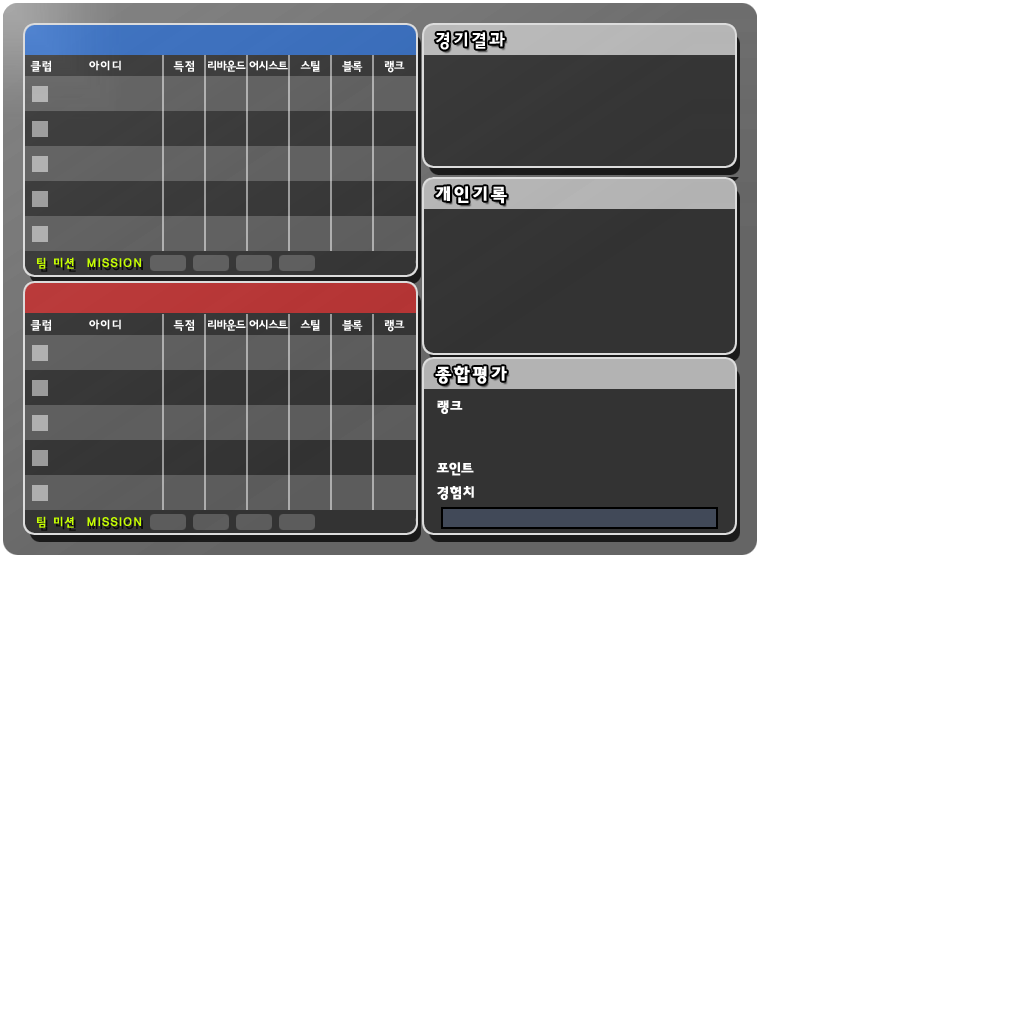 클럽 아이디 득점 리바운드 어시스트 스틸 블록 랭크
팀 미션 MISSION
클럽 아이디 득점 리바운드 어시스트 스틸 블록 랭크
팀 미션 MISSION
경기결과
개인기록
종합평가
랭크
포인트
경험치